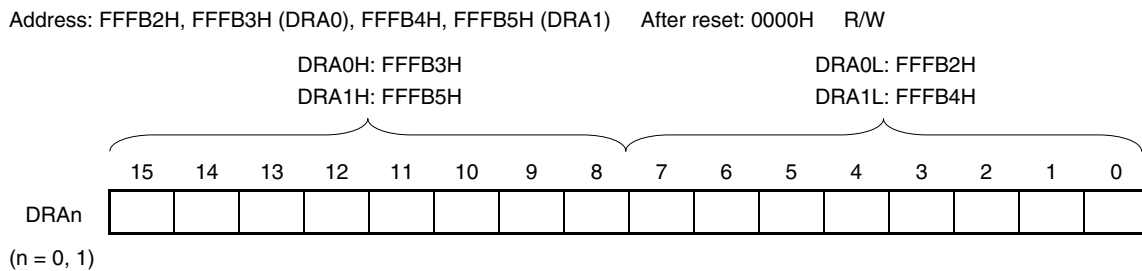 Address: FFFB2H, FFFB3H (DRA0), FFFB4H, FFFB5H (DRA1) After reset: 0000H R/W
DRA0H: FFFB3H DRA0L: FFFB2H
DRA1H: FFFB5H DRA1L: FFFB4H
15 14 13 12 11 10 9 8 7 6 5 4 3 2 1 0
DRAn
(n = 0, 1)